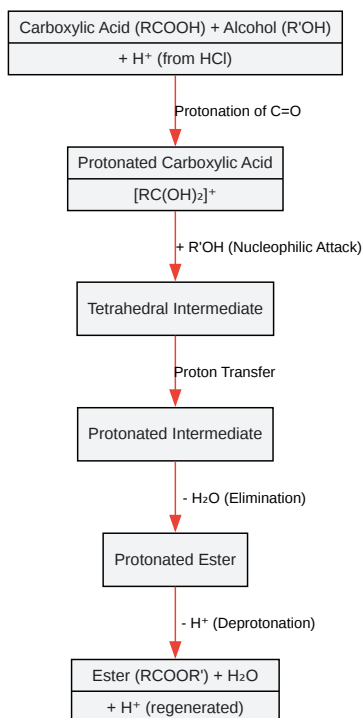 Carboxylic Acid (RCOOH) + Alcohol (R'OH)
+ H⁺ (from HCl)
Protonation of C=O
Protonated Carboxylic Acid
[RC(OH)₂]⁺
+ R'OH (Nucleophilic Attack)
Tetrahedral Intermediate
Proton Transfer
Protonated Intermediate
- H₂O (Elimination)
Protonated Ester
- H⁺ (Deprotonation)
Ester (RCOOR') + H₂O
+ H⁺ (regenerated)